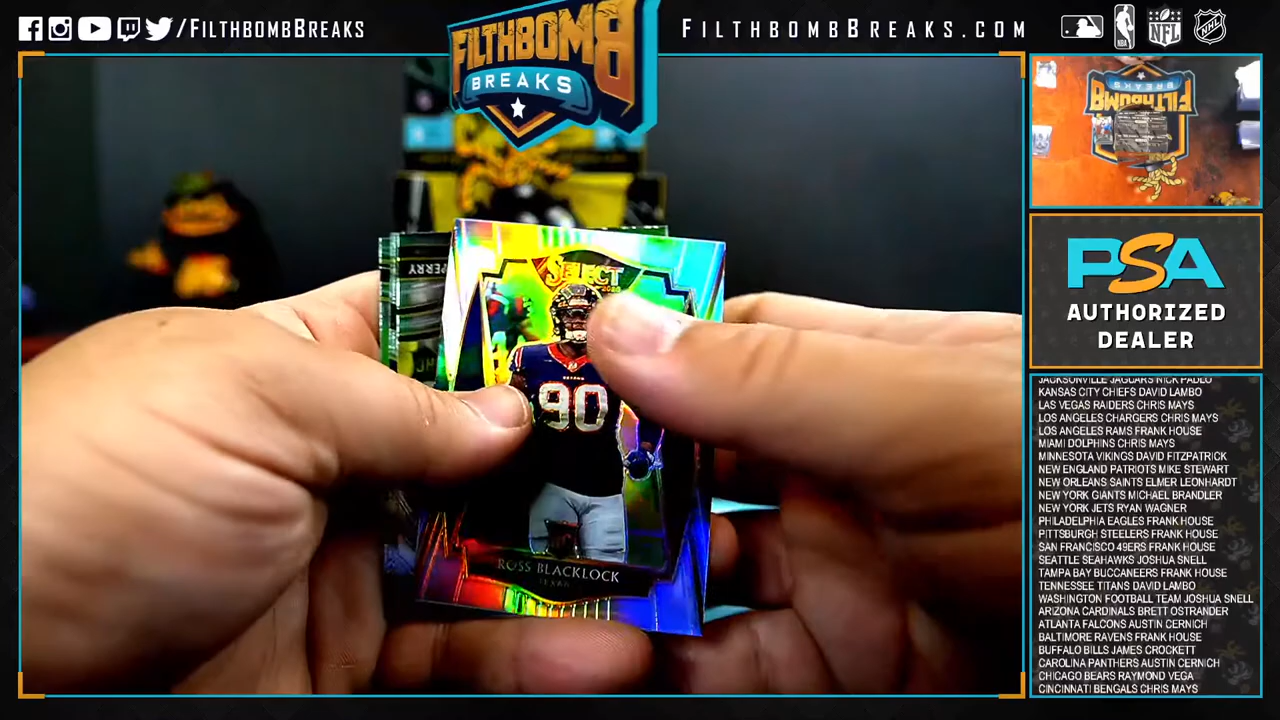 /FILTHBOMBBREAKS
FILTHBOMB
BREAKS
FILTHBOMBBREAKS.COM
FILTHBOMB
BREAKS
PSA
AUTHORIZED
DEALER
PERRY
SELECT
2020
90
ROSS BLACKLOCK
TEXANS
JACKSONVILLE JAGUARS NICK PADLO
KANSAS CITY CHIEFS DAVID LAMBO
LAS VEGAS RAIDERS CHRIS MAYS
LOS ANGELES CHARGERS CHRIS MAYS
LOS ANGELES RAMS FRANK HOUSE
MIAMI DOLPHINS CHRIS MAYS
MINNESOTA VIKINGS DAVID FITZPATRICK
NEW ENGLAND PATRIOTS MIKE STEWART
NEW ORLEANS SAINTS ELMER LEONHARDT
NEW YORK GIANTS MICHAEL BRANDLER
NEW YORK JETS RYAN WAGNER
PHILADELPHIA EAGLES FRANK HOUSE
PITTSBURGH STEELERS FRANK HOUSE
SAN FRANCISCO 49ERS FRANK HOUSE
SEATTLE SEAHAWKS JOSHUA SNELL
TAMPA BAY BUCCANEERS FRANK HOUSE
TENNESSEE TITANS DAVID LAMBO
WASHINGTON FOOTBALL TEAM JOSHUA SNELL
ARIZONA CARDINALS BRETT OSTRANDER
ATLANTA FALCONS AUSTIN CERNICH
BALTIMORE RAVENS FRANK HOUSE
BUFFALO BILLS JAMES CROCKETT
CAROLINA PANTHERS AUSTIN CERNICH
CHICAGO BEARS RAYMOND VEGA
CINCINNATI BENGALS CHRIS MAYS